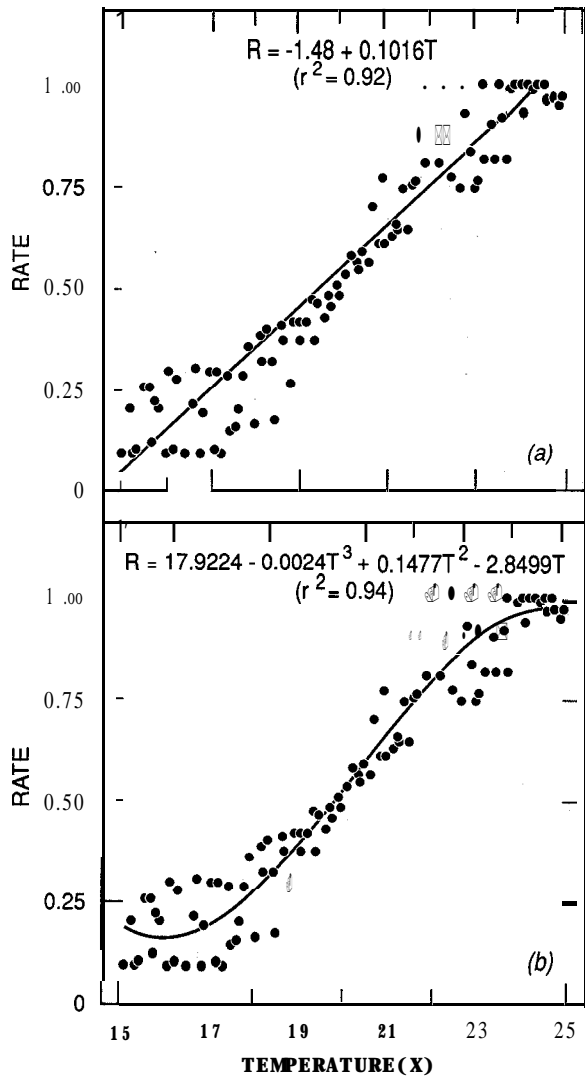 R = -1.48 + 0.1016T
(r² = 0.92)
1 .00
0.75
RATE
0.50
0.25
(a)
0
R = 17.9224 - 0.0024T³ + 0.1477T² - 2.8499T
(r² = 0.94)
1 .00
0.75
RATE
0.50
0.25
(b)
0
15 17 19 21 23 25
TEMPERATURE(X)